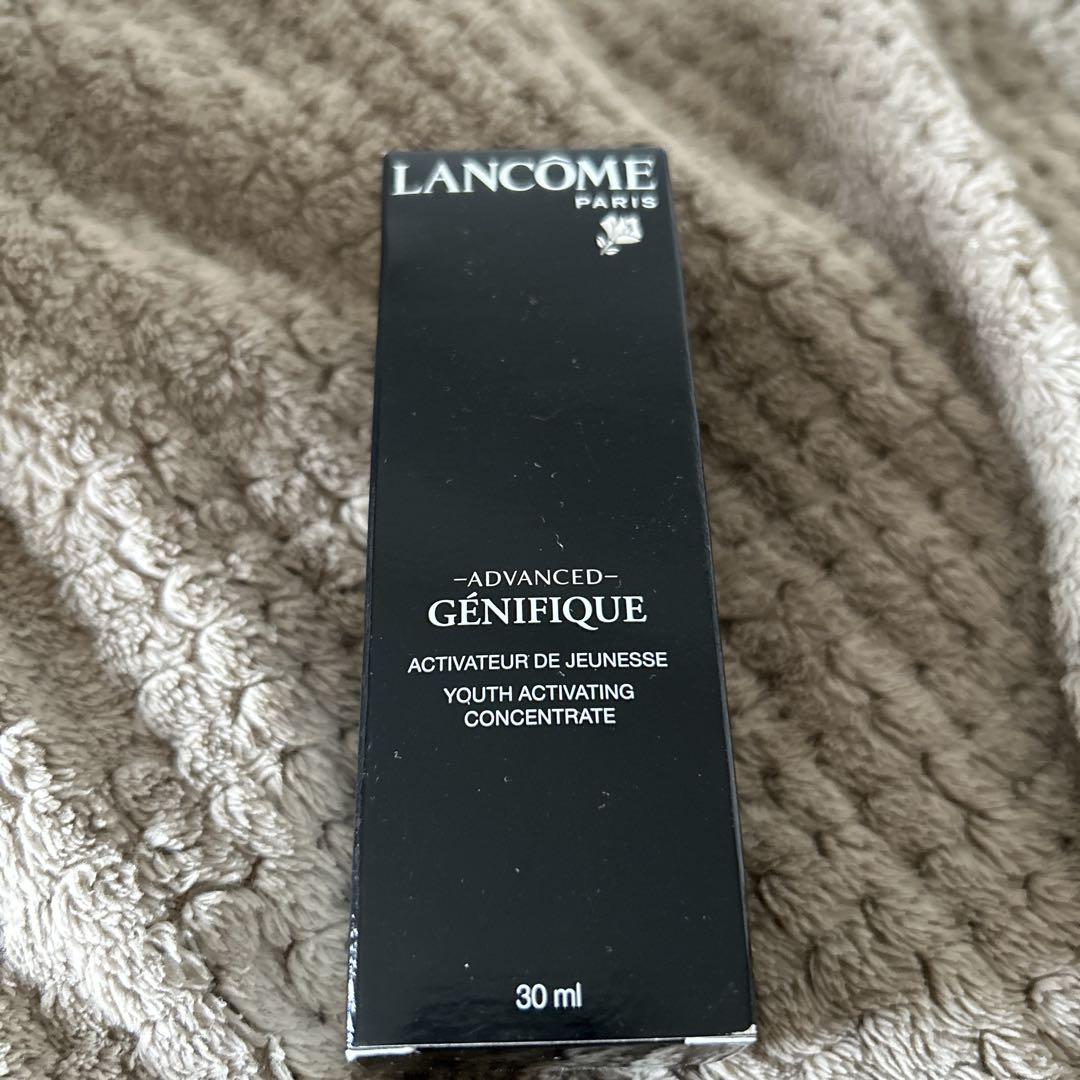 LANCÔME
PARIS
-ADVANCED-
GÉNIFIQUE
ACTIVATEUR DE JEUNESSE
YOUTH ACTIVATING
CONCENTRATE
30 ml